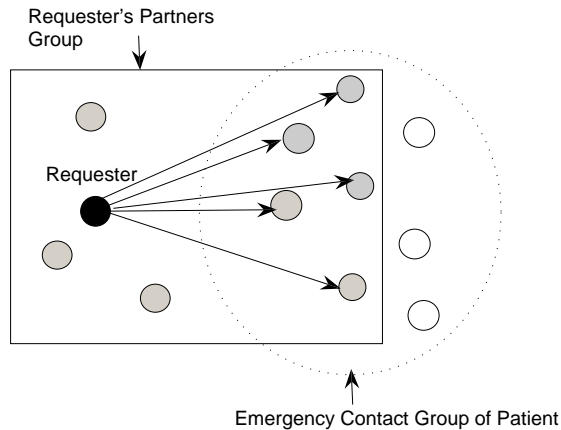 Requester's Partners
Group
Requester
Emergency Contact Group of Patient